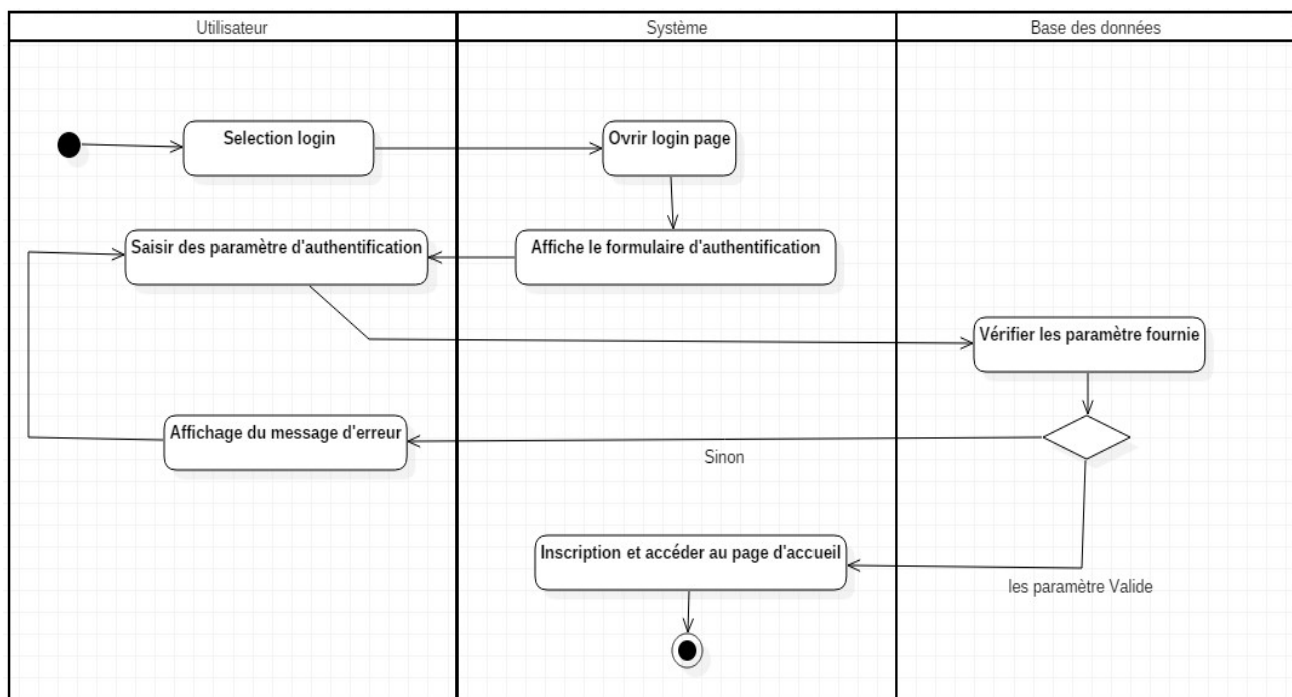 Utilisateur
Système
Base des données
Selection login
Ovrir login page
Saisir des paramètre d'authentification
Affiche le formulaire d'authentification
Vérifier les paramètre fournie
Affichage du message d'erreur
Sinon
Inscription et accéder au page d'accueil
les paramètre Valide